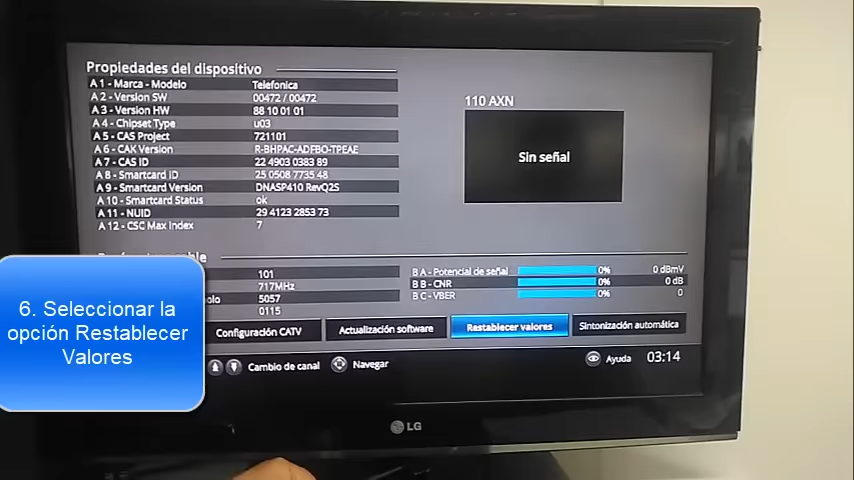 Propiedades del dispositivo
A 1 - Marca - Modelo Telefonica
A 2 - Version SW 00472 / 00472
A 3 - Version HW 88 10 01 01
A 4 - Chipset Type u03
A 5 - CAS Project 721101
A 6 - CAK Version R-BHPAC-ADFBO-TPEAE
A 7 - CAS ID 22 4903 0383 89
A 8 - Smartcard ID 25 0508 7735 48
A 9 - Smartcard Version DNASP410 RevQ2S
A 10 - Smartcard Status ok
A 11 - NUID 29 4123 2853 73
A 12 - CSC Max Index 7
110 AXN
Sin señal
101
717MHz
5057
0115
B A - Potencial de señal 0% 0 dBmV
B B - CNR 0% 0 dB
B C - VBER 0% 0
6. Seleccionar la
opción Restablecer
Valores
Configuración CATV Actualización software Restablecer valores Sintonización automática
Cambio de canal Navegar Ayuda 03:14
LG